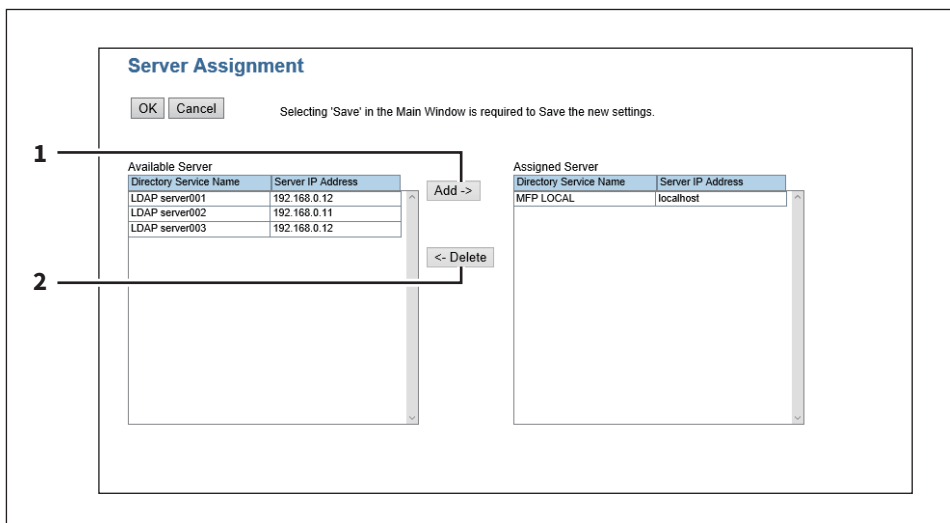 Server Assignment
OK Cancel Selecting 'Save' in the Main Window is required to Save the new settings.
1
Available Server
Directory Service Name Server IP Address
LDAP server001 192.168.0.12
LDAP server002 192.168.0.11
LDAP server003 192.168.0.12
Add ->
<- Delete
2
Assigned Server
Directory Service Name Server IP Address
MFP LOCAL localhost